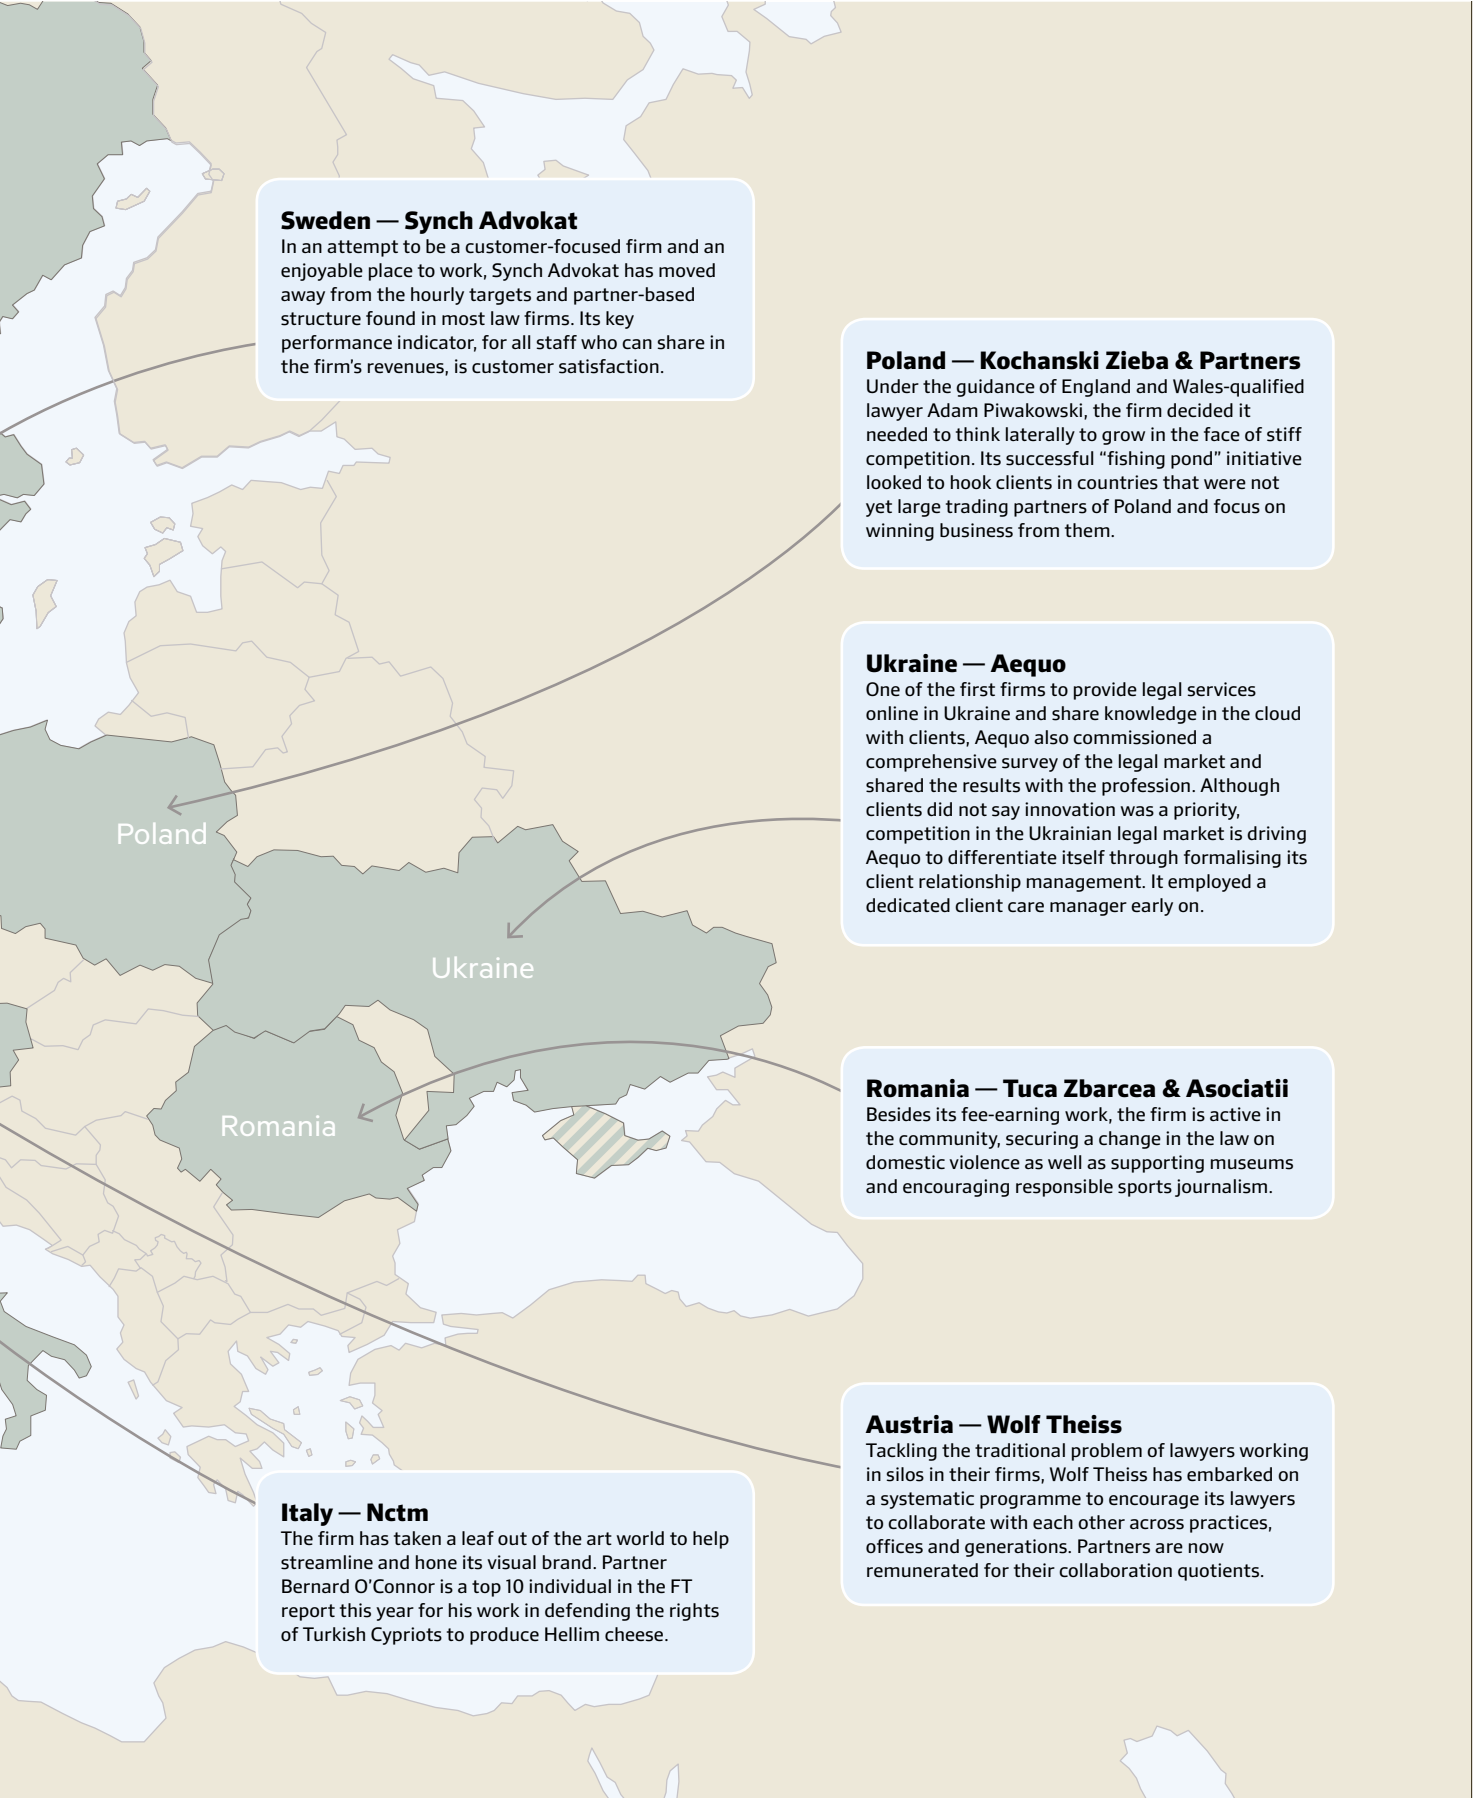 Sweden — Synch Advokat
In an attempt to be a customer-focused firm and an
enjoyable place to work, Synch Advokat has moved
away from the hourly targets and partner-based
structure found in most law firms. Its key
performance indicator, for all staff who can share in
the firm's revenues, is customer satisfaction.
Poland — Kochanski Zieba & Partners
Under the guidance of England and Wales-qualified
lawyer Adam Piwakowski, the firm decided it
needed to think laterally to grow in the face of stiff
competition. Its successful “fishing pond” initiative
looked to hook clients in countries that were not
yet large trading partners of Poland and focus on
winning business from them.
Ukraine — Aequo
One of the first firms to provide legal services
online in Ukraine and share knowledge in the cloud
with clients, Aequo also commissioned a
comprehensive survey of the legal market and
shared the results with the profession. Although
clients did not say innovation was a priority,
competition in the Ukrainian legal market is driving
Aequo to differentiate itself through formalising its
client relationship management. It employed a
dedicated client care manager early on.
Poland
Ukraine
Romania
Romania — Tuca Zbarcea & Asociatii
Besides its fee-earning work, the firm is active in
the community, securing a change in the law on
domestic violence as well as supporting museums
and encouraging responsible sports journalism.
Austria — Wolf Theiss
Tackling the traditional problem of lawyers working
in silos in their firms, Wolf Theiss has embarked on
a systematic programme to encourage its lawyers
to collaborate with each other across practices,
offices and generations. Partners are now
remunerated for their collaboration quotients.
Italy — Nctm
The firm has taken a leaf out of the art world to help
streamline and hone its visual brand. Partner
Bernard O'Connor is a top 10 individual in the FT
report this year for his work in defending the rights
of Turkish Cypriots to produce Hellim cheese.